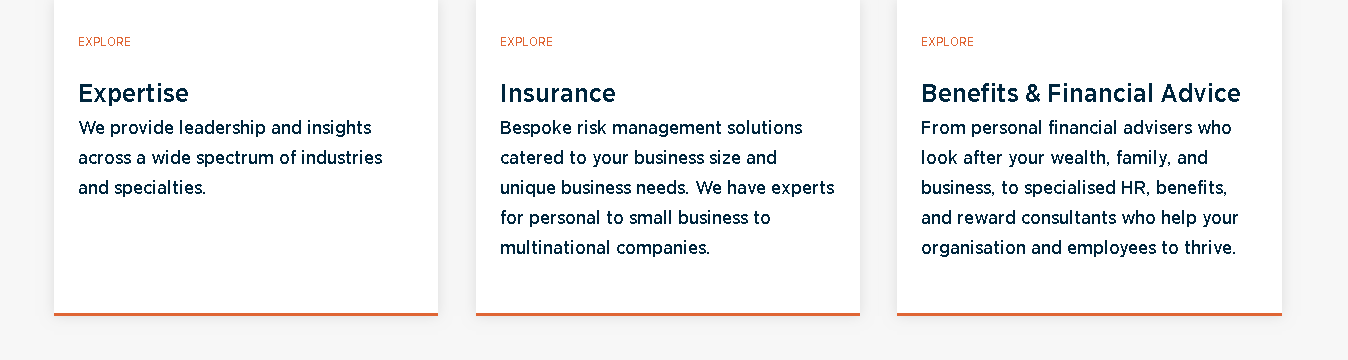 EXPLORE
Expertise
We provide leadership and insights
across a wide spectrum of industries
and specialties.
EXPLORE
Insurance
Bespoke risk management solutions
catered to your business size and
unique business needs. We have experts
for personal to small business to
multinational companies.
EXPLORE
Benefits & Financial Advice
From personal financial advisers who
look after your wealth, family, and
business, to specialised HR, benefits,
and reward consultants who help your
organisation and employees to thrive.